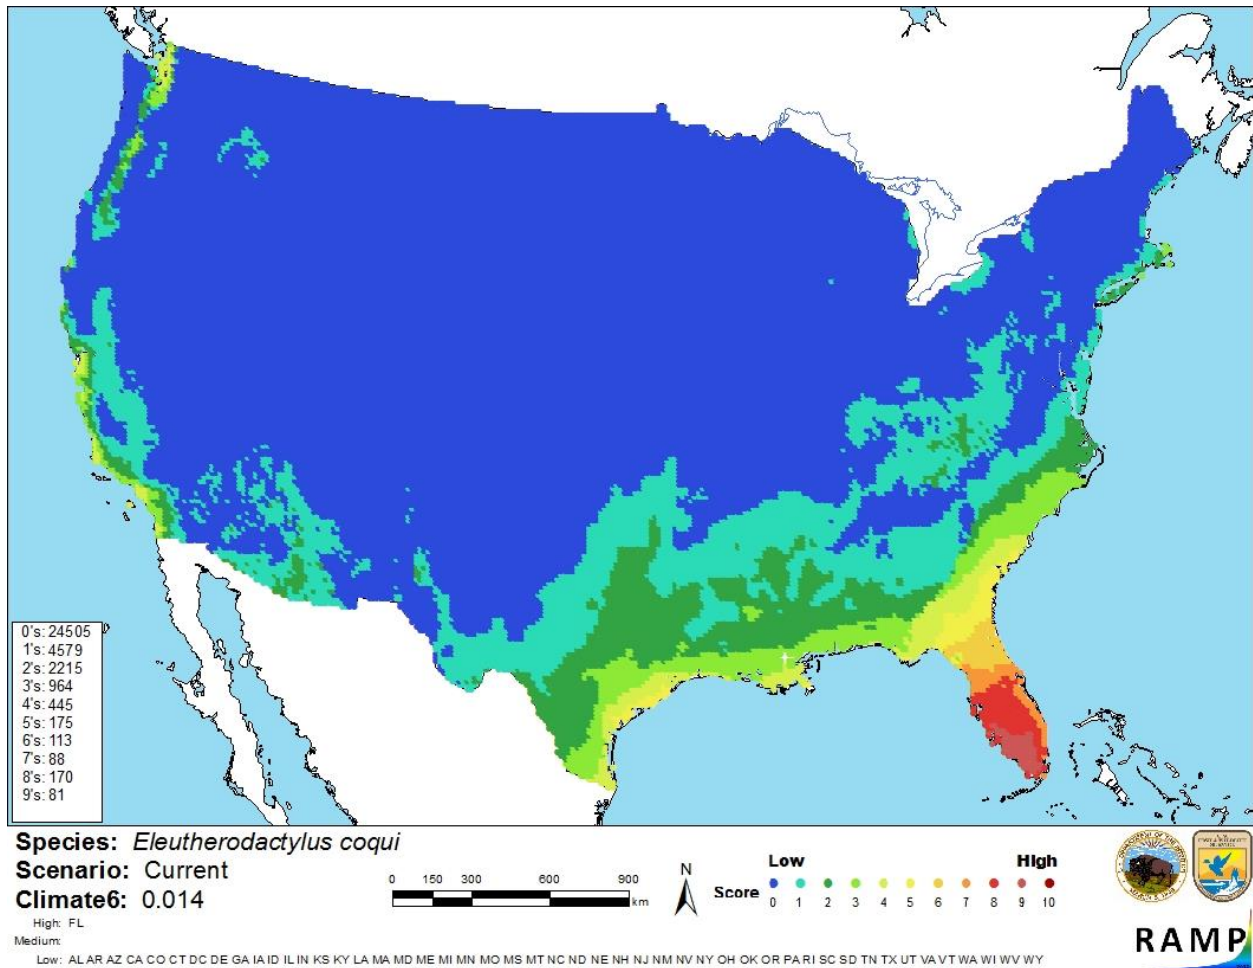 0's: 24505
1's: 4579
2's: 2215
3's: 964
4's: 445
5's: 175
6's: 113
7's: 88
8's: 170
9's: 81
Species: Eleutherodactylus coqui
Scenario: Current
Climate6: 0.014
High: FL
Medium:
Low: AL AR AZ CA CO CT DC DE GA IA ID IL IN KS KY LA MA MD ME MI MN MO MS MT NC ND NE NH NJ NM NV NY OH OK OR PA RI SC SD TN TX UT VA VT WA WI WV WY
0 150 300 600 900
km
N
Low High
Score
0 1 2 3 4 5 6 7 8 9 10
RAMP